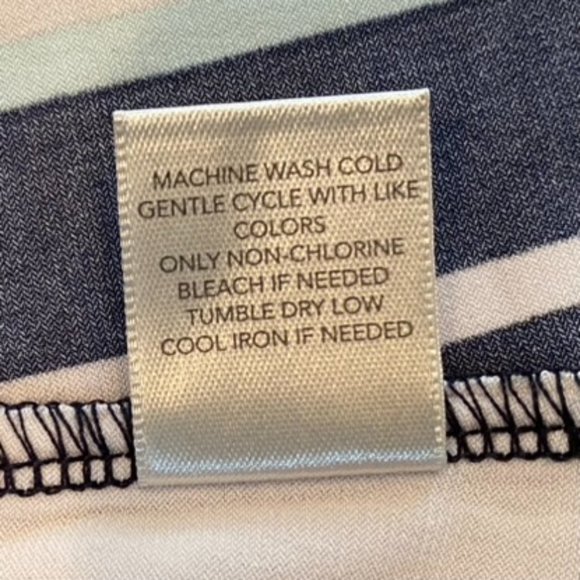 MACHINE WASH COLD
GENTLE CYCLE WITH LIKE
COLORS
ONLY NON-CHLORINE
BLEACH IF NEEDED
TUMBLE DRY LOW
COOL IRON IF NEEDED